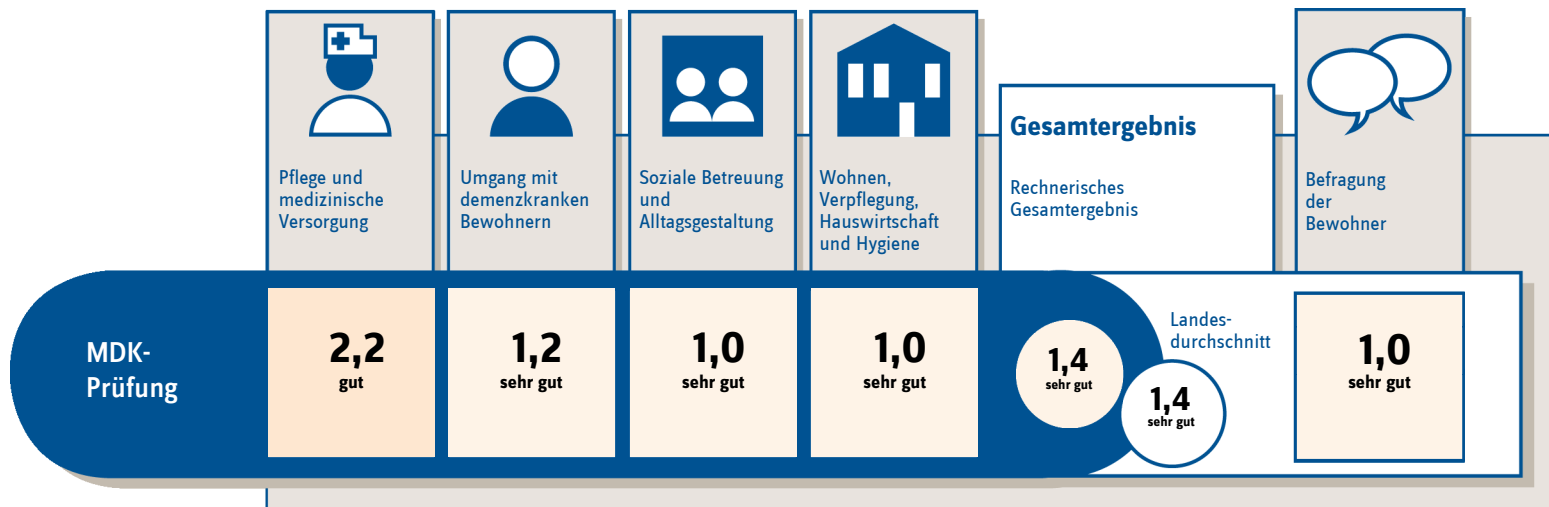 Pflege und
medizinische
Versorgung
Umgang mit
demenzkranken
Bewohnern
Soziale Betreuung
und
Alltagsgestaltung
Wohnen,
Verpflegung,
Hauswirtschaft
und Hygiene
Gesamtergebnis
Rechnerisches
Gesamtergebnis
Befragung
der
Bewohner
MDK-
Prüfung
2,2
gut
1,2
sehr gut
1,0
sehr gut
1,0
sehr gut
1,4
sehr gut
Landes-
durchschnitt
1,4
sehr gut
1,0
sehr gut